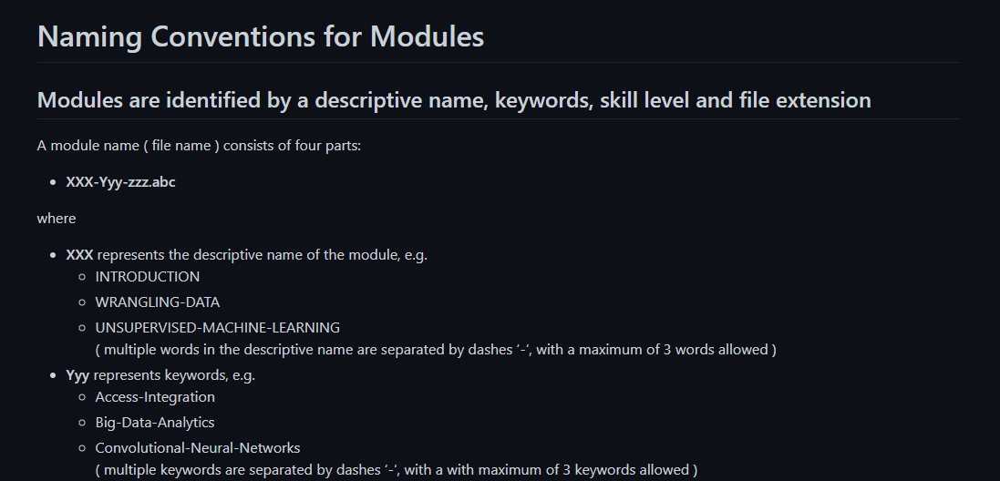 Naming Conventions for Modules
Modules are identified by a descriptive name, keywords, skill level and file extension
A module name ( file name ) consists of four parts:
• XXX-Yyy-zzz.abc
where
• XXX represents the descriptive name of the module, e.g.
○ INTRODUCTION
○ WRANGLING-DATA
○ UNSUPERVISED-MACHINE-LEARNING
( multiple words in the descriptive name are separated by dashes ‘-’, with a maximum of 3 words allowed )
• Yyy represents keywords, e.g.
○ Access-Integration
○ Big-Data-Analytics
○ Convolutional-Neural-Networks
( multiple keywords are separated by dashes ‘-’, with a with maximum of 3 keywords allowed )